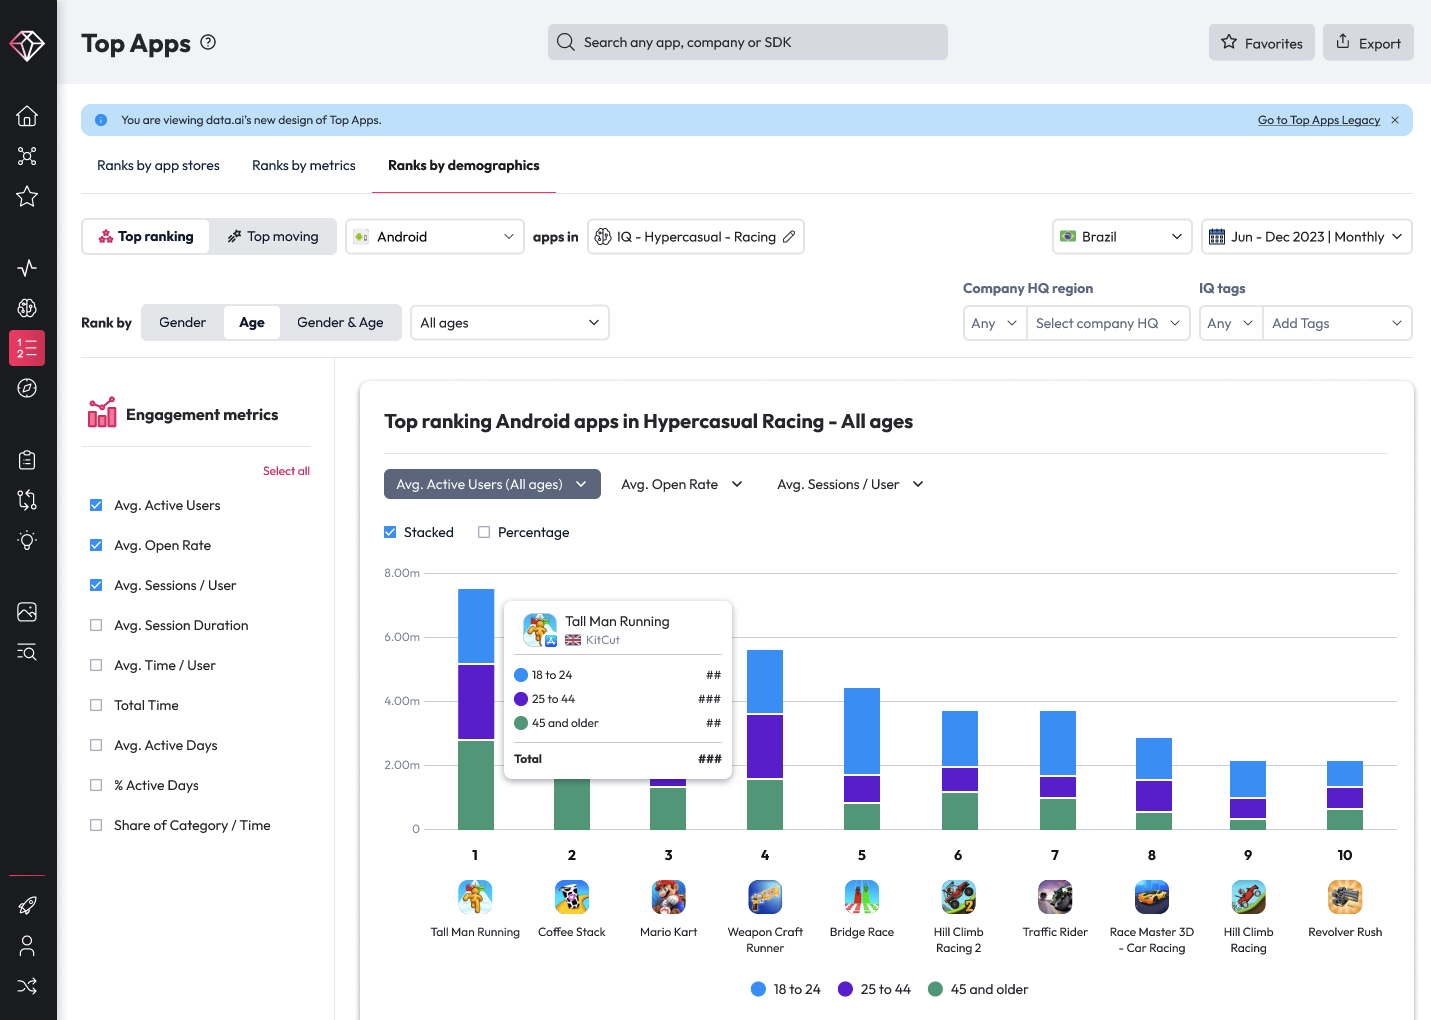 Top Apps
Search any app, company or SDK
Favorites
Export
You are viewing data.ai's new design of Top Apps.
Go to Top Apps Legacy
Ranks by app stores
Ranks by metrics
Ranks by demographics
Top ranking
Top moving
Android
apps in
IQ - Hypercasual - Racing
Brazil
Jun - Dec 2023 | Monthly
Company HQ region
IQ tags
Rank by
Gender
Age
Gender & Age
All ages
Any
Select company HQ
Any
Add Tags
1
2
Engagement metrics
Select all
Avg. Active Users
Avg. Open Rate
Avg. Sessions / User
Avg. Session Duration
Avg. Time / User
Total Time
Avg. Active Days
% Active Days
Share of Category / Time
Top ranking Android apps in Hypercasual Racing - All ages
Avg. Active Users (All ages)
Avg. Open Rate
Avg. Sessions / User
Stacked
Percentage
8.00m
6.00m
4.00m
2.00m
0
Tall Man Running
KitCut
18 to 24 ##
25 to 44 ###
45 and older ##
Total ###
1 2 3 4 5 6 7 8 9 10
2
Tall Man Running
Coffee Stack
Mario Kart
Weapon Craft
Runner
Bridge Race
Hill Climb
Racing 2
Traffic Rider
Race Master 3D
- Car Racing
Hill Climb
Racing
Revolver Rush
18 to 24
25 to 44
45 and older